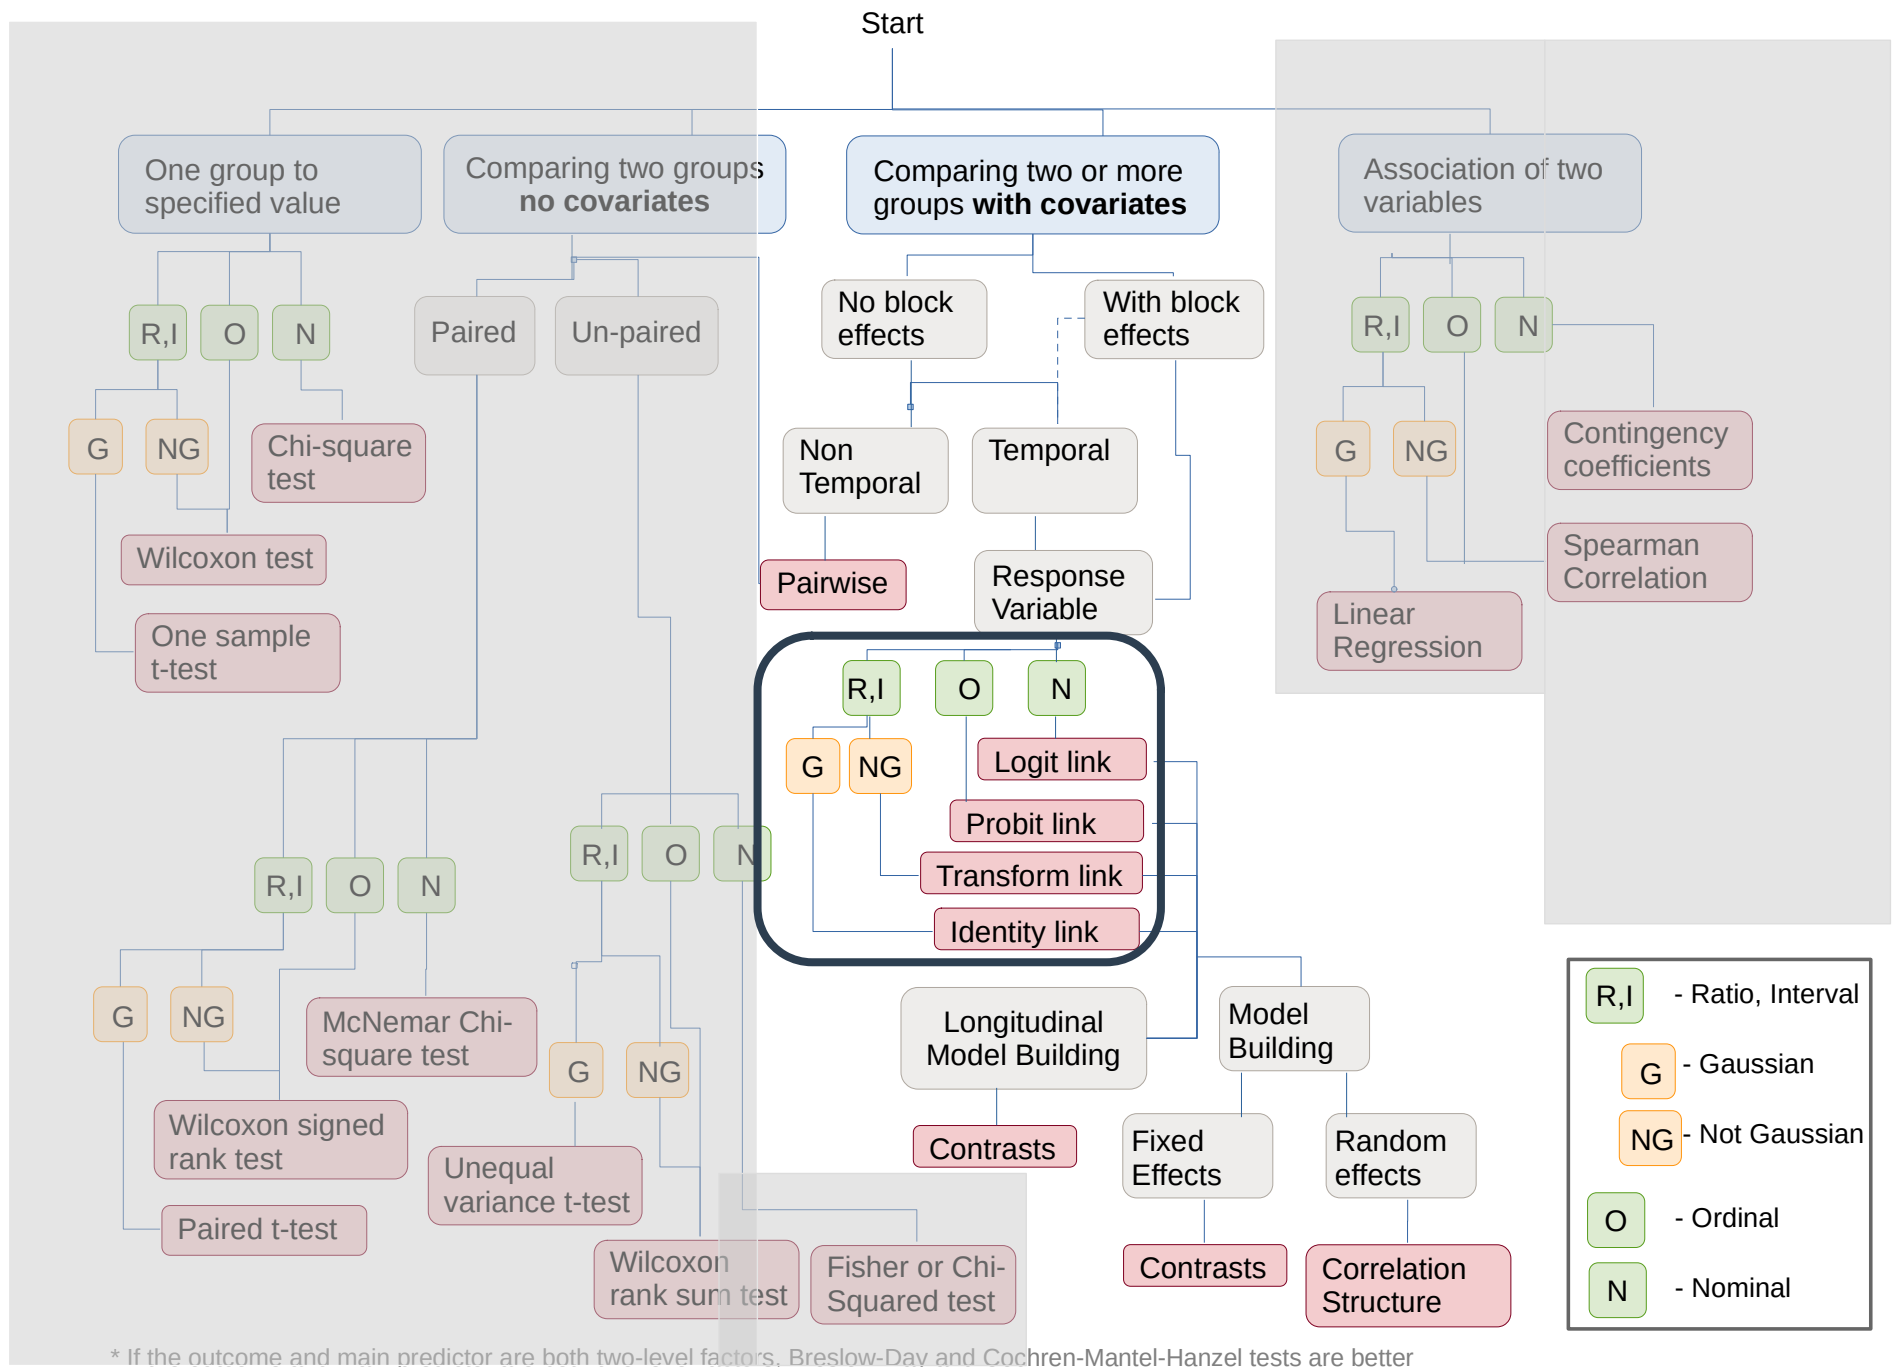 Start
One group to
specified value
Comparing two groups
no covariates
Comparing two or more
groups with covariates
Association of two
variables
No block
effects
With block
effects
R,I
O
N
Paired
Un-paired
R,I
O
N
G
NG
Chi-square
test
Non
Temporal
Temporal
G
NG
Contingency
coefficients
Wilcoxon test
Pairwise
Response
Variable
Spearman
Correlation
Linear
Regression
One sample
t-test
R,I
O
N
G
NG
Logit link
Probit link
Transform link
Identity link
R,I
O
N
R,I
O
N
G
NG
McNemar Chi-
square test
G
NG
Longitudinal
Model Building
Model
Building
Wilcoxon signed
rank test
Unequal
variance t-test
Contrasts
Fixed
Effects
Random
effects
Paired t-test
Wilcoxon
rank sum test
Fisher or Chi-
Squared test
Contrasts
Correlation
Structure
R,I - Ratio, Interval
G - Gaussian
NG - Not Gaussian
O - Ordinal
N - Nominal
* If the outcome and main predictor are both two-level factors, Breslow-Day and Cochren-Mantel-Hanzel tests are better